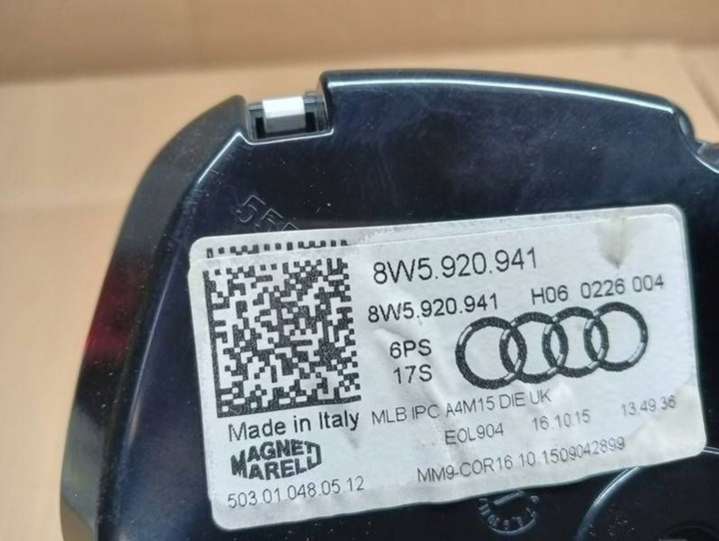 8W5.920.941
8W5.920.941 H06 0226 004
6PS
17S
Made in Italy
MLB IPC A4M15 DIE UK
E0L904 16.10.15 13.49.36
MAGNETI
MARELLI
MM9-COR16.10.1509042899
503.01.048.05.12